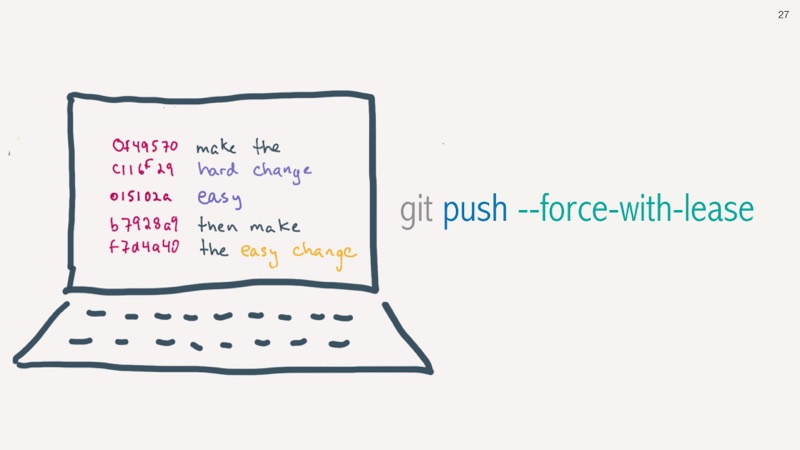 27
0f49570 make the
c116f29 hard change
015102a easy
b7928a9 then make
f7d4a40 the easy change
git push --force-with-lease